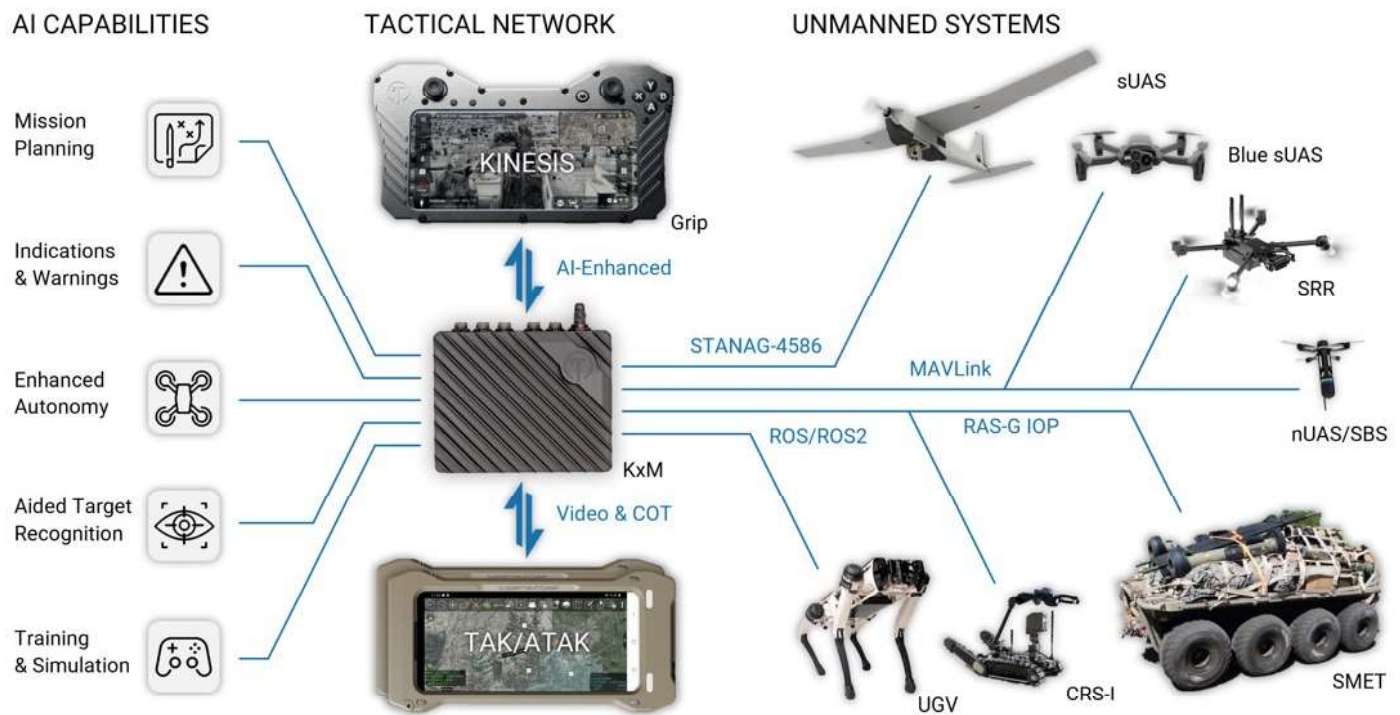 AI CAPABILITIES
TACTICAL NETWORK
UNMANNED SYSTEMS
Mission
Planning
Indications
& Warnings
Enhanced
Autonomy
Aided Target
Recognition
Training
& Simulation
KINESIS
Y
X
B
A
Grip
AI-Enhanced
KxM
Video & COT
TAK/ATAK
STANAG-4586
MAVLink
RAS-G IOP
ROS/ROS2
sUAS
Blue sUAS
SRR
nUAS/SBS
UGV
CRS-I
SMET